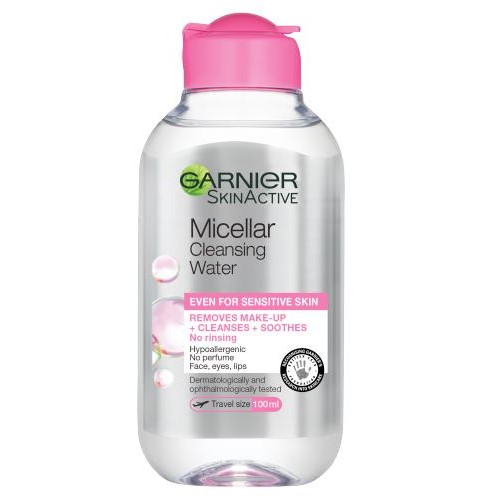 GARNIER
SKINACTIVE
Micellar
Cleansing
Water
EVEN FOR SENSITIVE SKIN
REMOVES MAKE-UP
+ CLEANSES + SOOTHES
No rinsing
Hypoallergenic
No perfume
Face, eyes, lips
Dermatologically and
ophthalmologically tested
Travel size 100ml